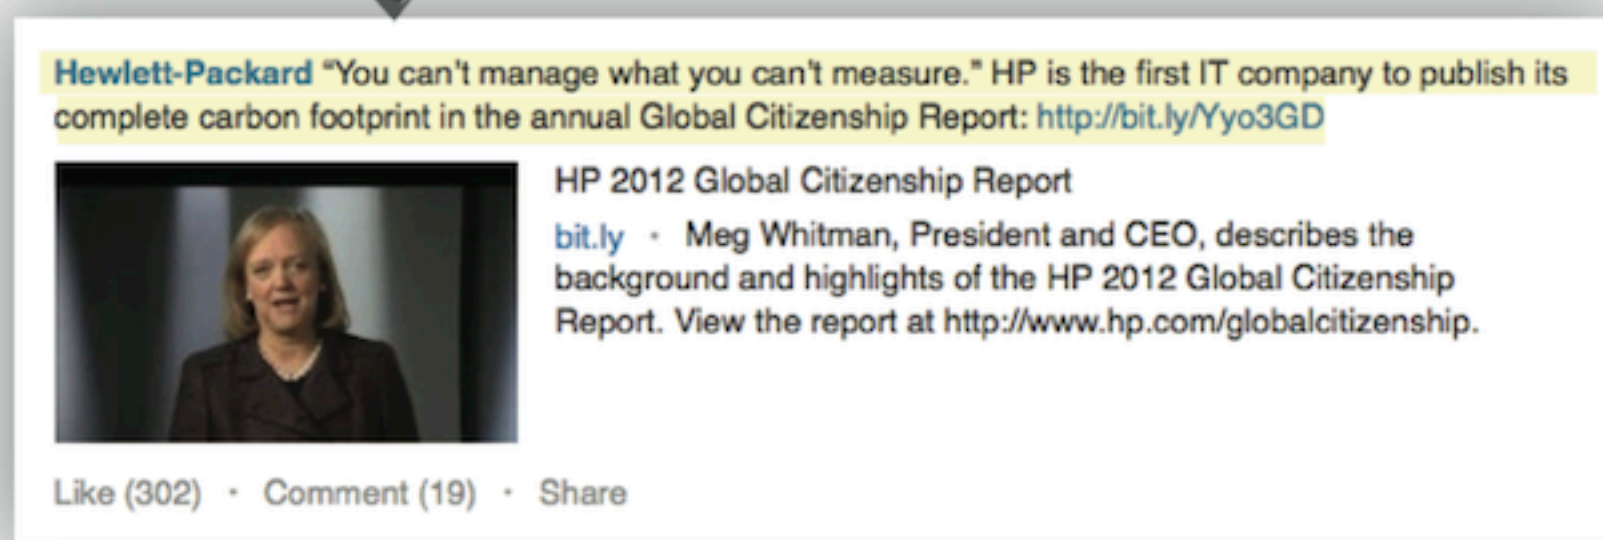 Hewlett-Packard “You can't manage what you can't measure.” HP is the first IT company to publish its
complete carbon footprint in the annual Global Citizenship Report: http://bit.ly/Yyo3GD
HP 2012 Global Citizenship Report
bit.ly · Meg Whitman, President and CEO, describes the
background and highlights of the HP 2012 Global Citizenship
Report. View the report at http://www.hp.com/globalcitizenship.
Like (302) · Comment (19) · Share